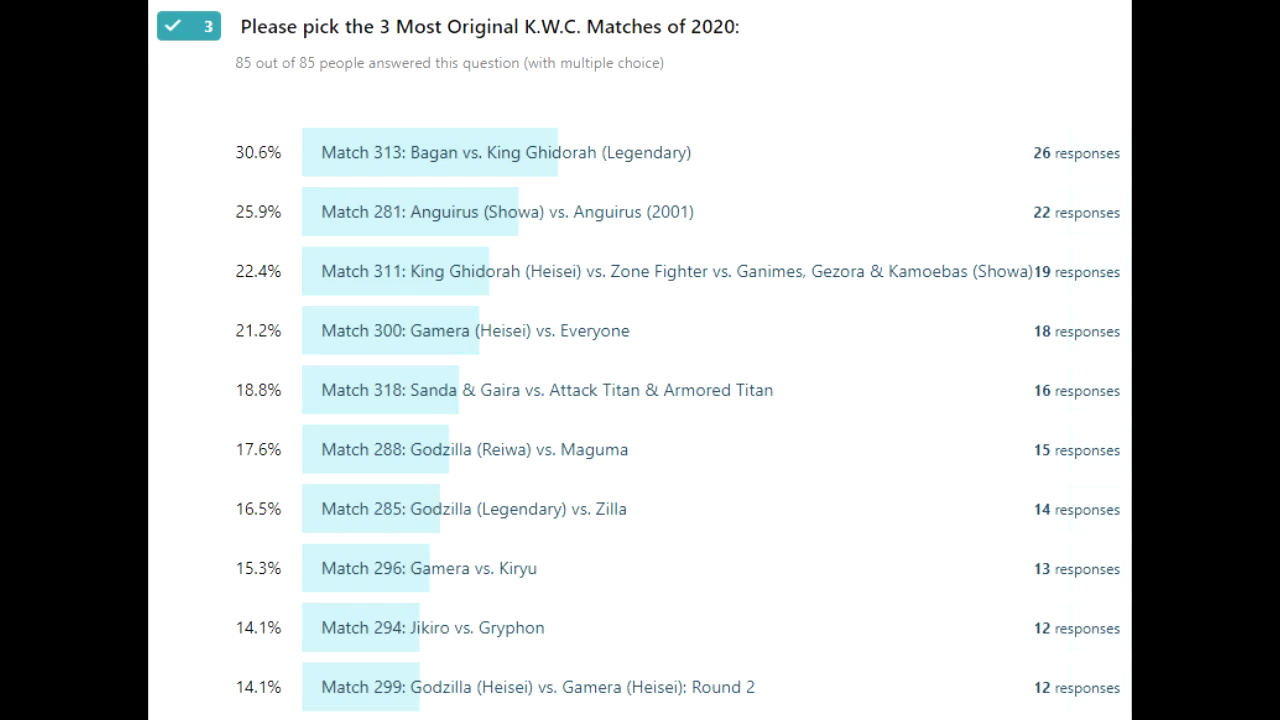 3 Please pick the 3 Most Original K.W.C. Matches of 2020:
85 out of 85 people answered this question (with multiple choice)
30.6% Match 313: Bagan vs. King Ghidorah (Legendary) 26 responses
25.9% Match 281: Anguirus (Showa) vs. Anguirus (2001) 22 responses
22.4% Match 311: King Ghidorah (Heisei) vs. Zone Fighter vs. Ganimes, Gezora & Kamoebas (Showa) 19 responses
21.2% Match 300: Gamera (Heisei) vs. Everyone 18 responses
18.8% Match 318: Sanda & Gaira vs. Attack Titan & Armored Titan 16 responses
17.6% Match 288: Godzilla (Reiwa) vs. Maguma 15 responses
16.5% Match 285: Godzilla (Legendary) vs. Zilla 14 responses
15.3% Match 296: Gamera vs. Kiryu 13 responses
14.1% Match 294: Jikiro vs. Gryphon 12 responses
14.1% Match 299: Godzilla (Heisei) vs. Gamera (Heisei): Round 2 12 responses